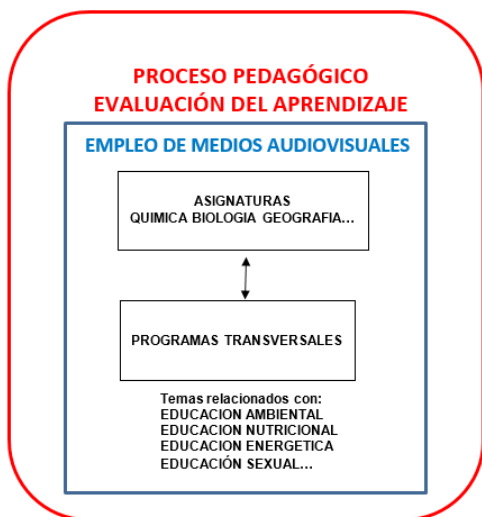 PROCESO PEDAGÓGICO
EVALUACIÓN DEL APRENDIZAJE
EMPLEO DE MEDIOS AUDIOVISUALES
ASIGNATURAS
QUIMICA BIOLOGIA GEOGRAFIA...
PROGRAMAS TRANSVERSALES
Temas relacionados con:
EDUCACION AMBIENTAL
EDUCACION NUTRICIONAL
EDUCACION ENERGETICA
EDUCACIÓN SEXUAL...